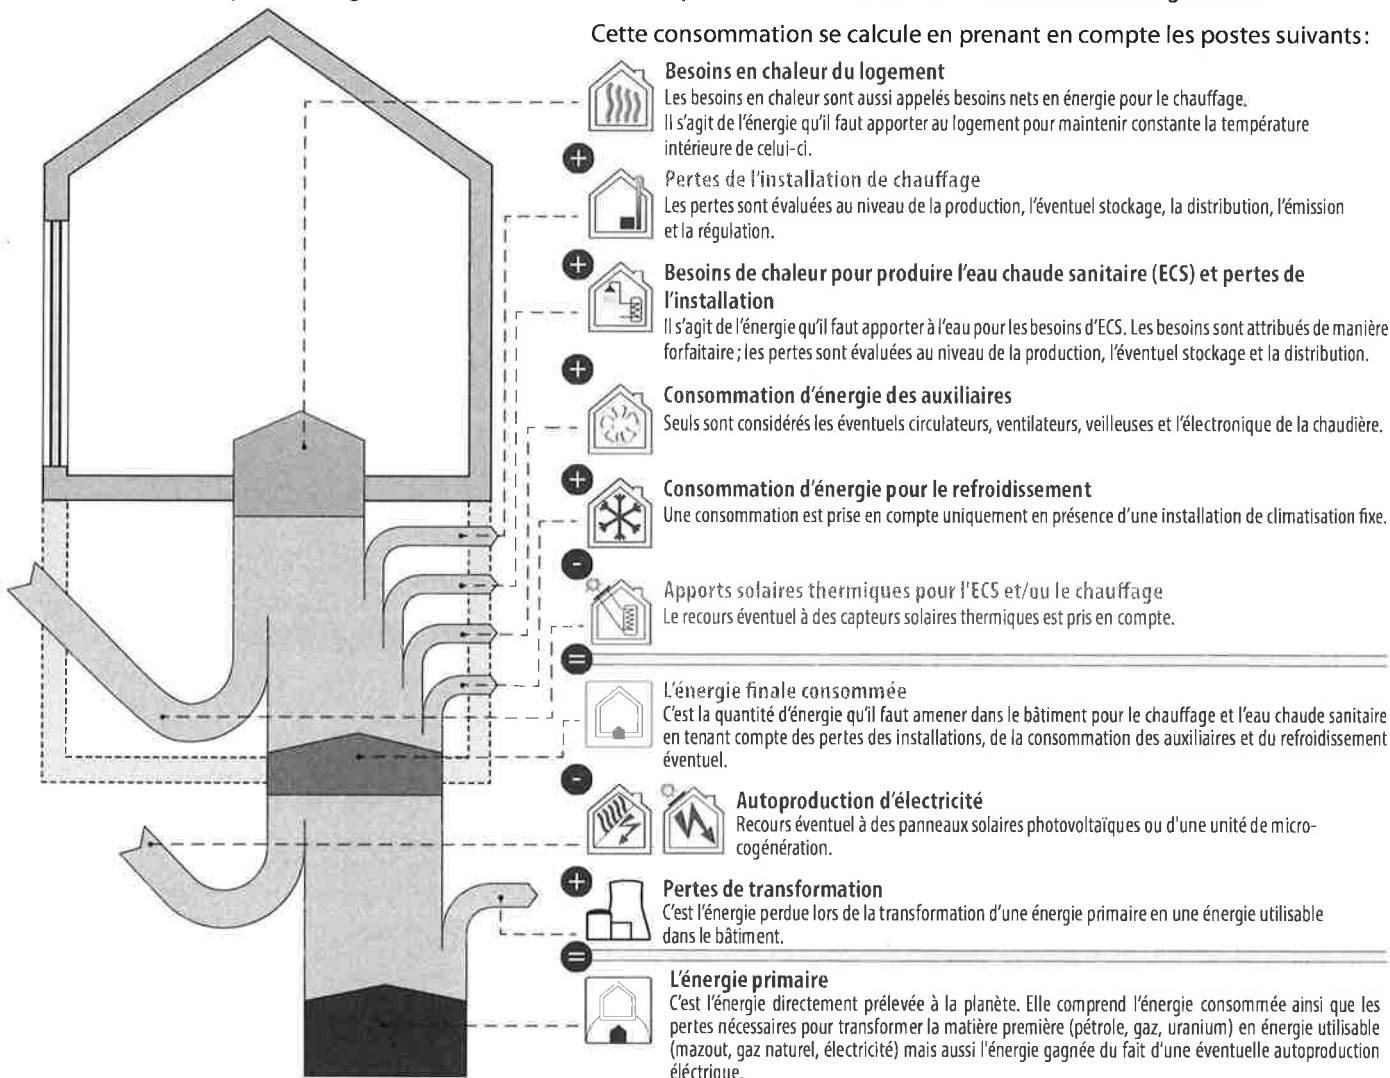 Cette consommation se calcule en prenant en compte les postes suivants:
Besoins en chaleur du logement
Les besoins en chaleur sont aussi appelés besoins nets en énergie pour le chauffage.
Il s'agit de l'énergie qu'il faut apporter au logement pour maintenir constante la température
intérieure de celui-ci.
+
Pertes de l'installation de chauffage
Les pertes sont évaluées au niveau de la production, l'éventuel stockage, la distribution, l'émission
et la régulation.
+
Besoins de chaleur pour produire l'eau chaude sanitaire (ECS) et pertes de
l'installation
Il s'agit de l'énergie qu'il faut apporter à l'eau pour les besoins d'ECS. Les besoins sont attribués de manière
forfaitaire; les pertes sont évaluées au niveau de la production, l'éventuel stockage et la distribution.
+
Consommation d'énergie des auxiliaires
Seuls sont considérés les éventuels circulateurs, ventilateurs, veilleuses et l'électronique de la chaudière.
+
Consommation d'énergie pour le refroidissement
Une consommation est prise en compte uniquement en présence d'une installation de climatisation fixe.
-
Apports solaires thermiques pour l'ECS et/ou le chauffage
Le recours éventuel à des capteurs solaires thermiques est pris en compte.
=
L'énergie finale consommée
C'est la quantité d'énergie qu'il faut amener dans le bâtiment pour le chauffage et l'eau chaude sanitaire
en tenant compte des pertes des installations, de la consommation des auxiliaires et du refroidissement
éventuel.
-
Autoproduction d'électricité
Recours éventuel à des panneaux solaires photovoltaïques ou d'une unité de micro-
cogénération.
+
Pertes de transformation
C'est l'énergie perdue lors de la transformation d'une énergie primaire en une énergie utilisable
dans le bâtiment.
=
L'énergie primaire
C'est l'énergie directement prélevée à la planète. Elle comprend l'énergie consommée ainsi que les
pertes nécessaires pour transformer la matière première (pétrole, gaz, uranium) en énergie utilisable
(mazout, gaz naturel, électricité) mais aussi l'énergie gagnée du fait d'une éventuelle autoproduction
éléctrique.